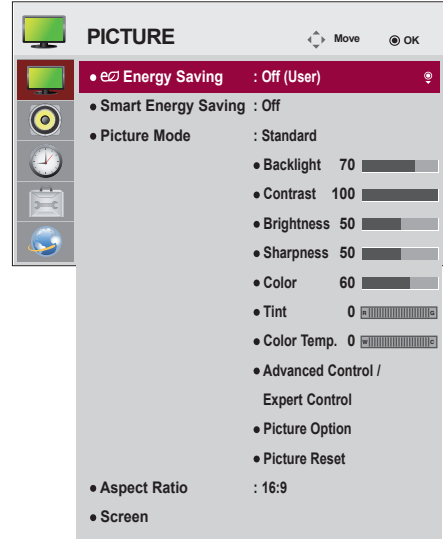 PICTURE Move OK
• eco Energy Saving : Off (User)
• Smart Energy Saving : Off
• Picture Mode : Standard
• Backlight 70
• Contrast 100
• Brightness 50
• Sharpness 50
• Color 60
• Tint 0 R G
• Color Temp. 0 W C
• Advanced Control /
Expert Control
• Picture Option
• Picture Reset
• Aspect Ratio : 16:9
• Screen